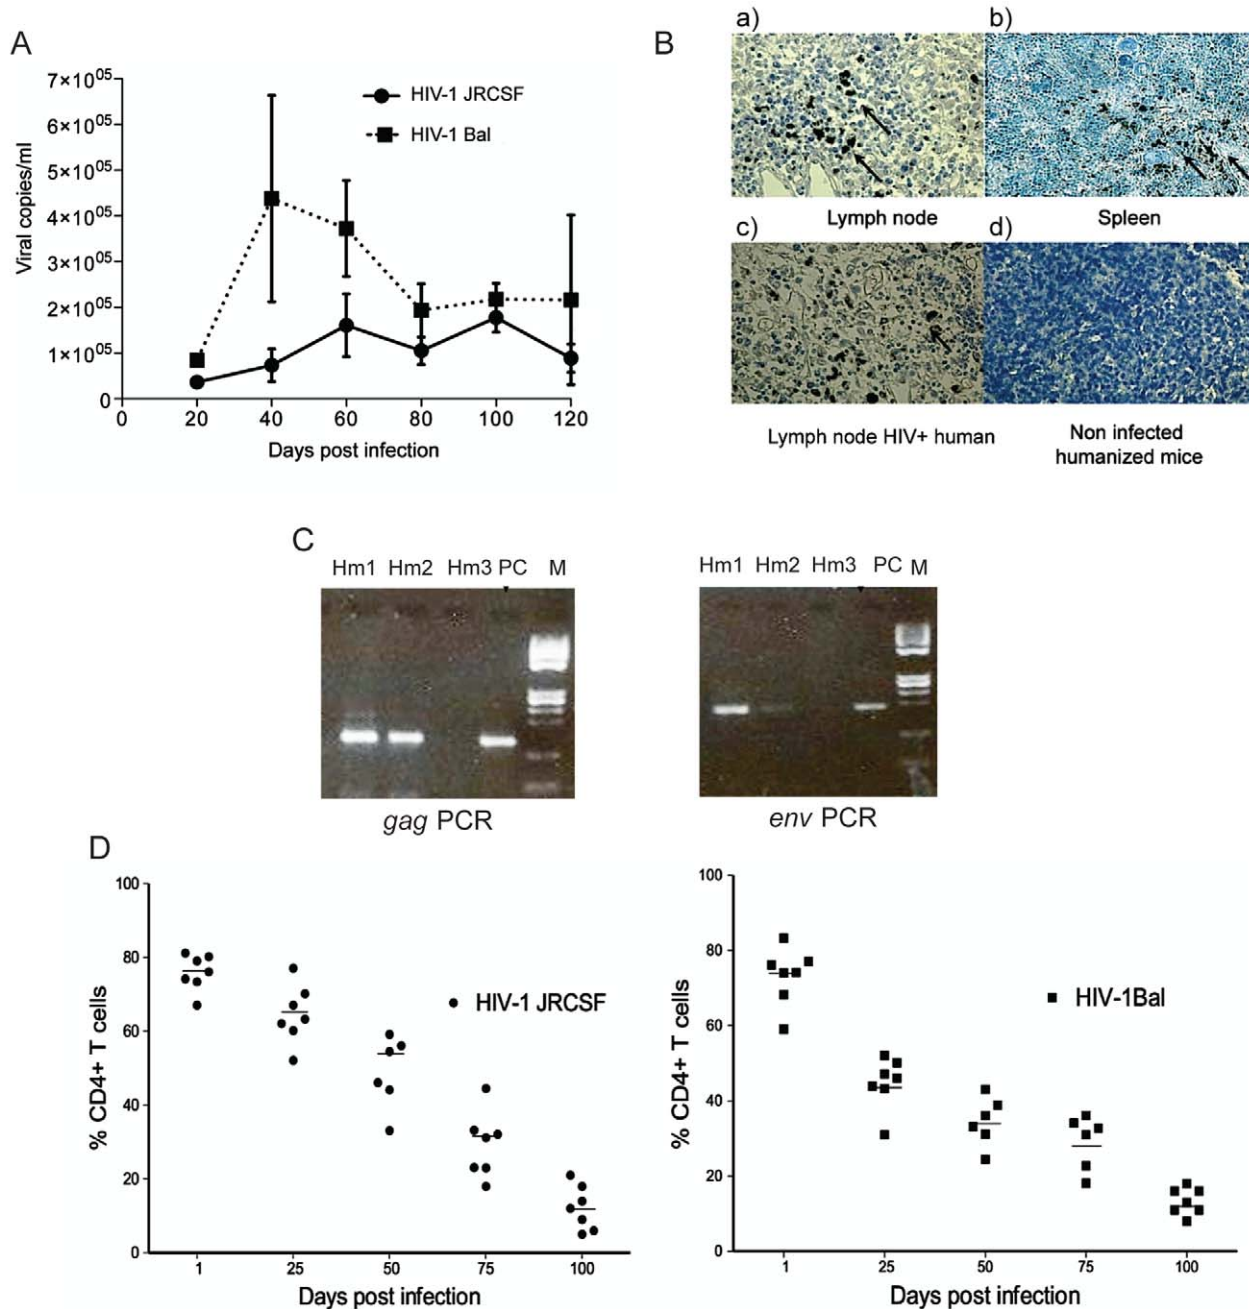 A
7×10^05
6×10^05
5×10^05
4×10^05
3×10^05
2×10^05
1×10^05
0
Viral copies/ml
HIV-1 JRCSF
HIV-1 Bal
0 20 40 60 80 100 120
Days post infection
B
a)
b)
Lymph node
Spleen
c)
d)
Lymph node HIV+ human
Non infected
humanized mice
C
Hm1 Hm2 Hm3 PC M
gag PCR
Hm1 Hm2 Hm3 PC M
env PCR
D
100
80
60
40
20
0
% CD4+ T cells
HIV-1 JRCSF
1 25 50 75 100
Days post infection
100
80
60
40
20
0
% CD4+ T cells
HIV-1Bal
1 25 50 75 100
Days post infection